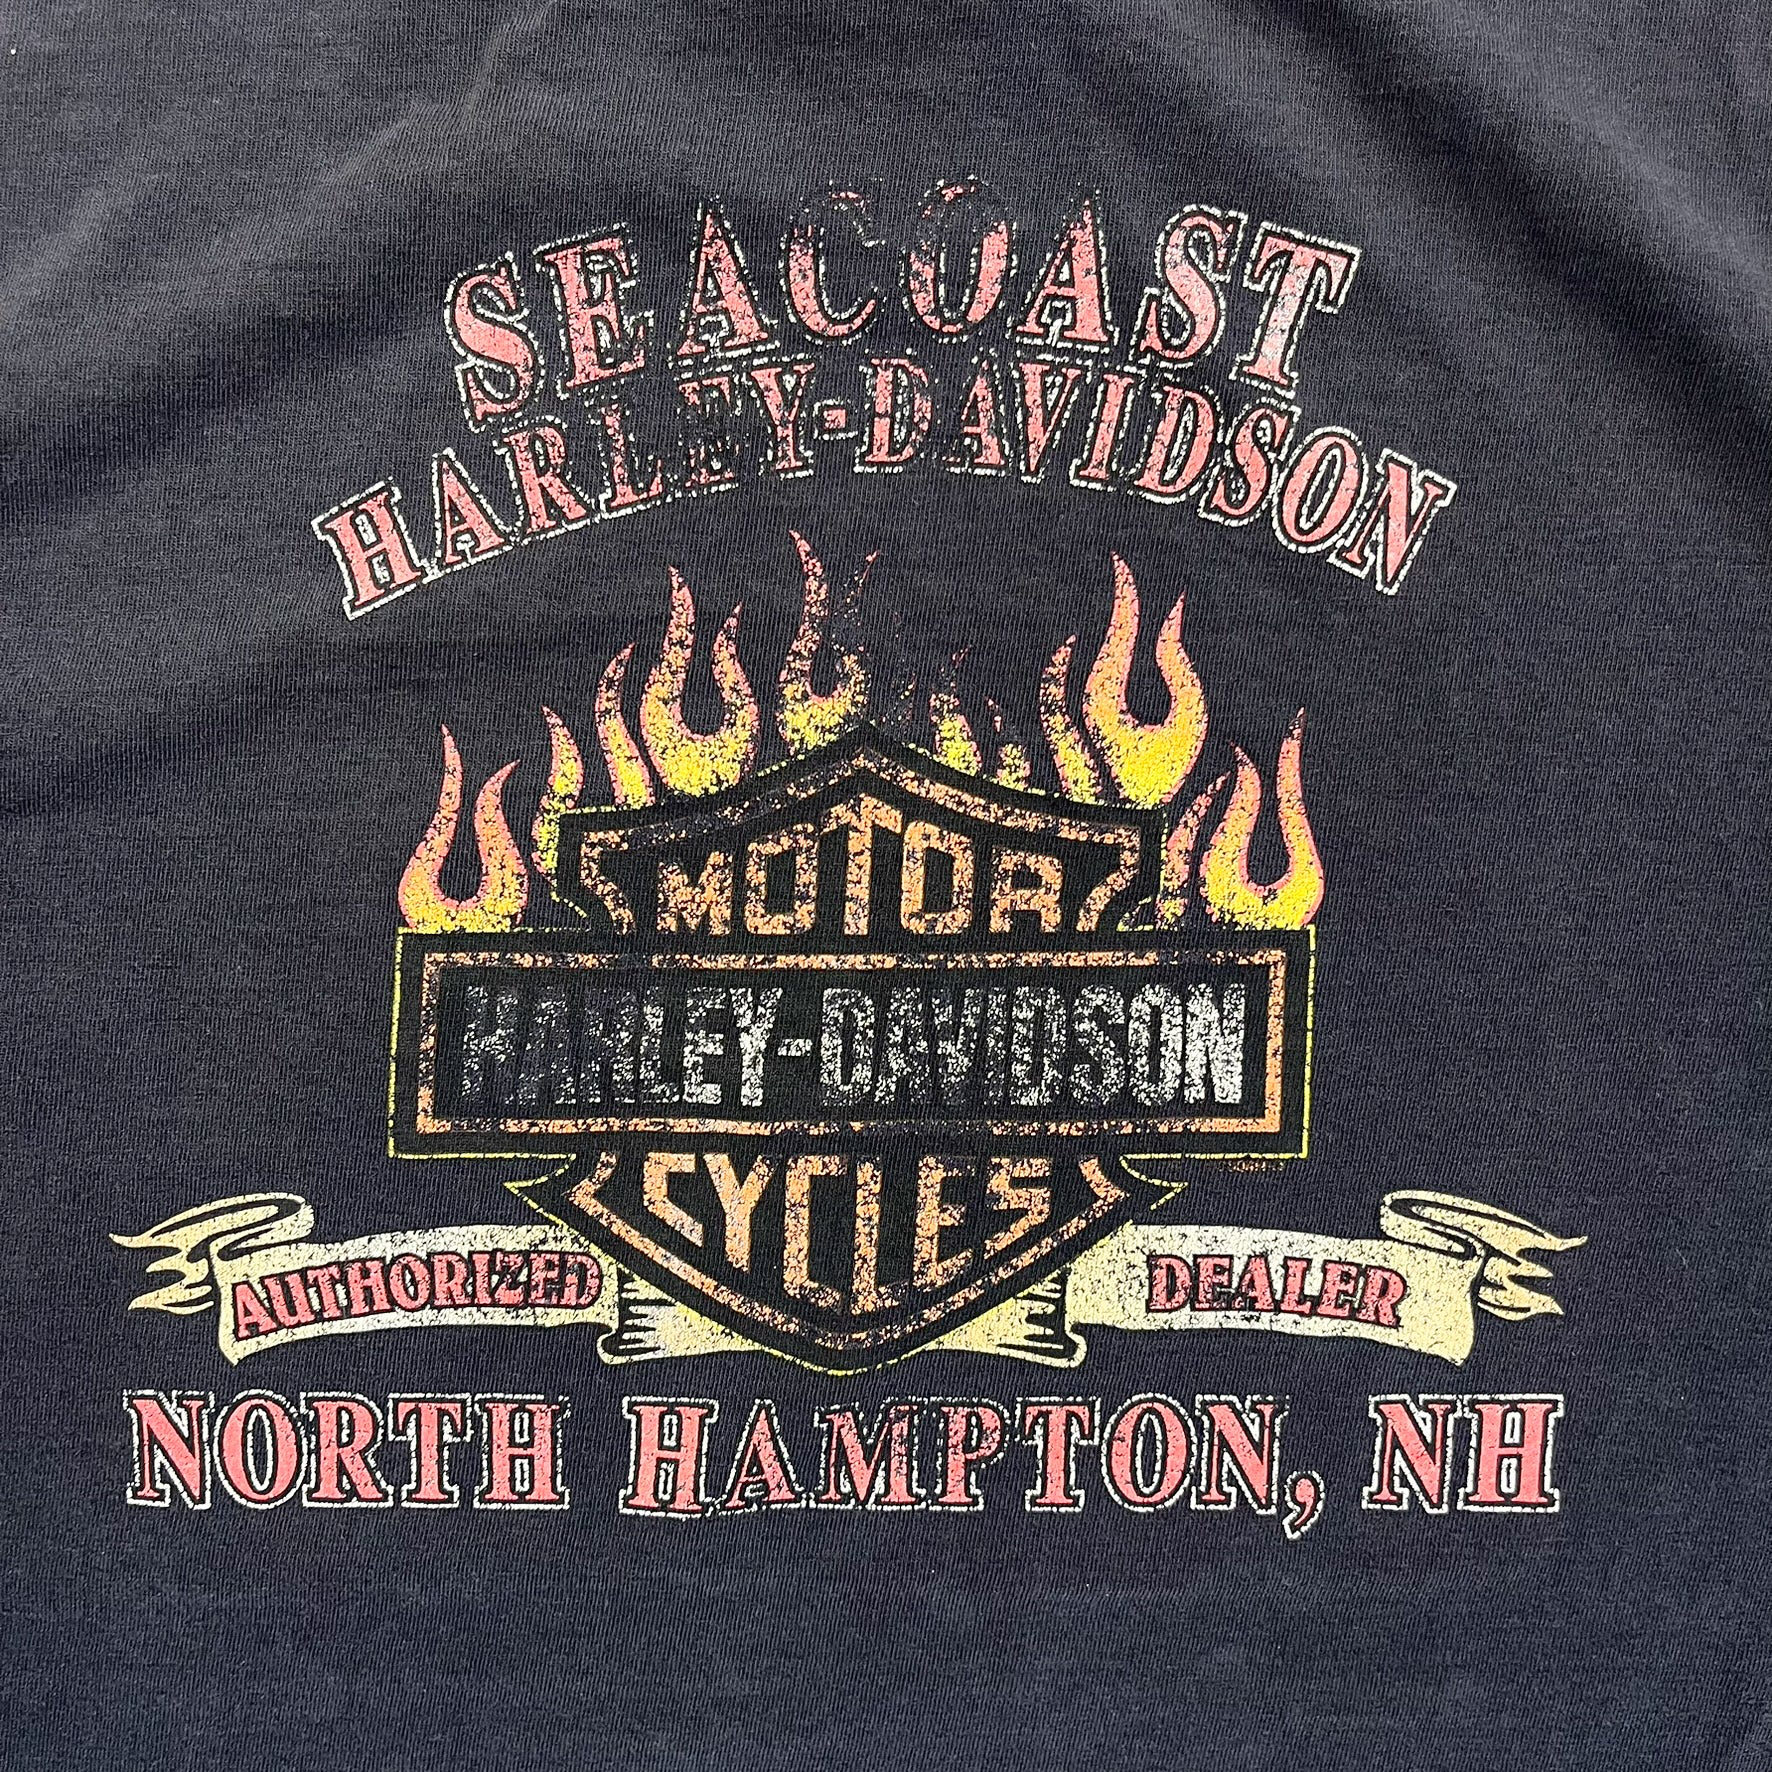 SEACOAST
HARLEY-DAVIDSON
MOTOR
HARLEY-DAVIDSON
CYCLES
AUTHORIZED DEALER
NORTH HAMPTON, NH